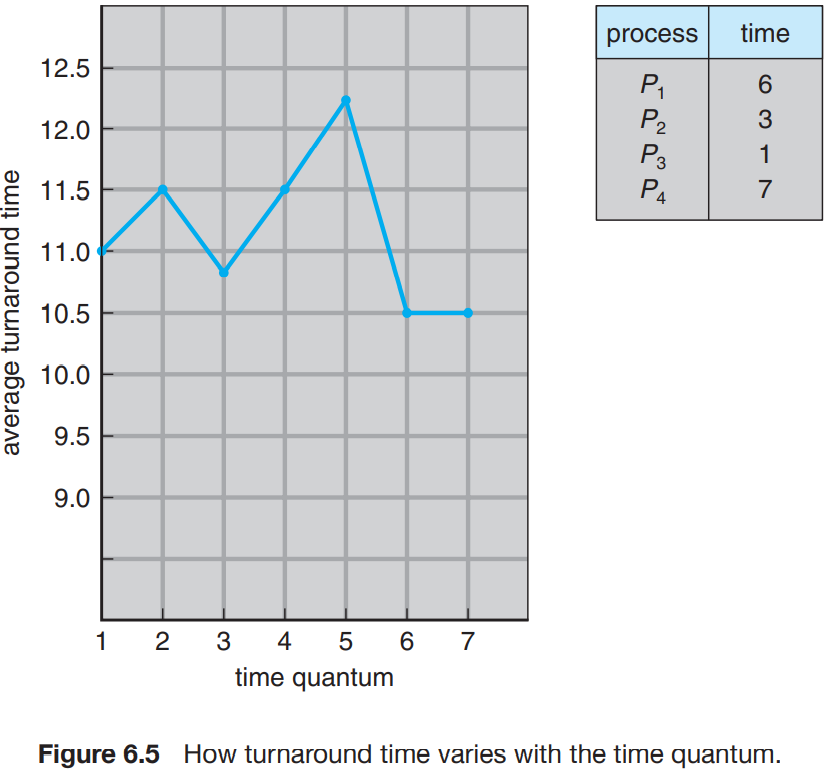 12.5
12.0
11.5
11.0
10.5
10.0
9.5
9.0
average turnaround time
1 2 3 4 5 6 7
time quantum
process time
P1 6
P2 3
P3 1
P4 7
Figure 6.5 How turnaround time varies with the time quantum.